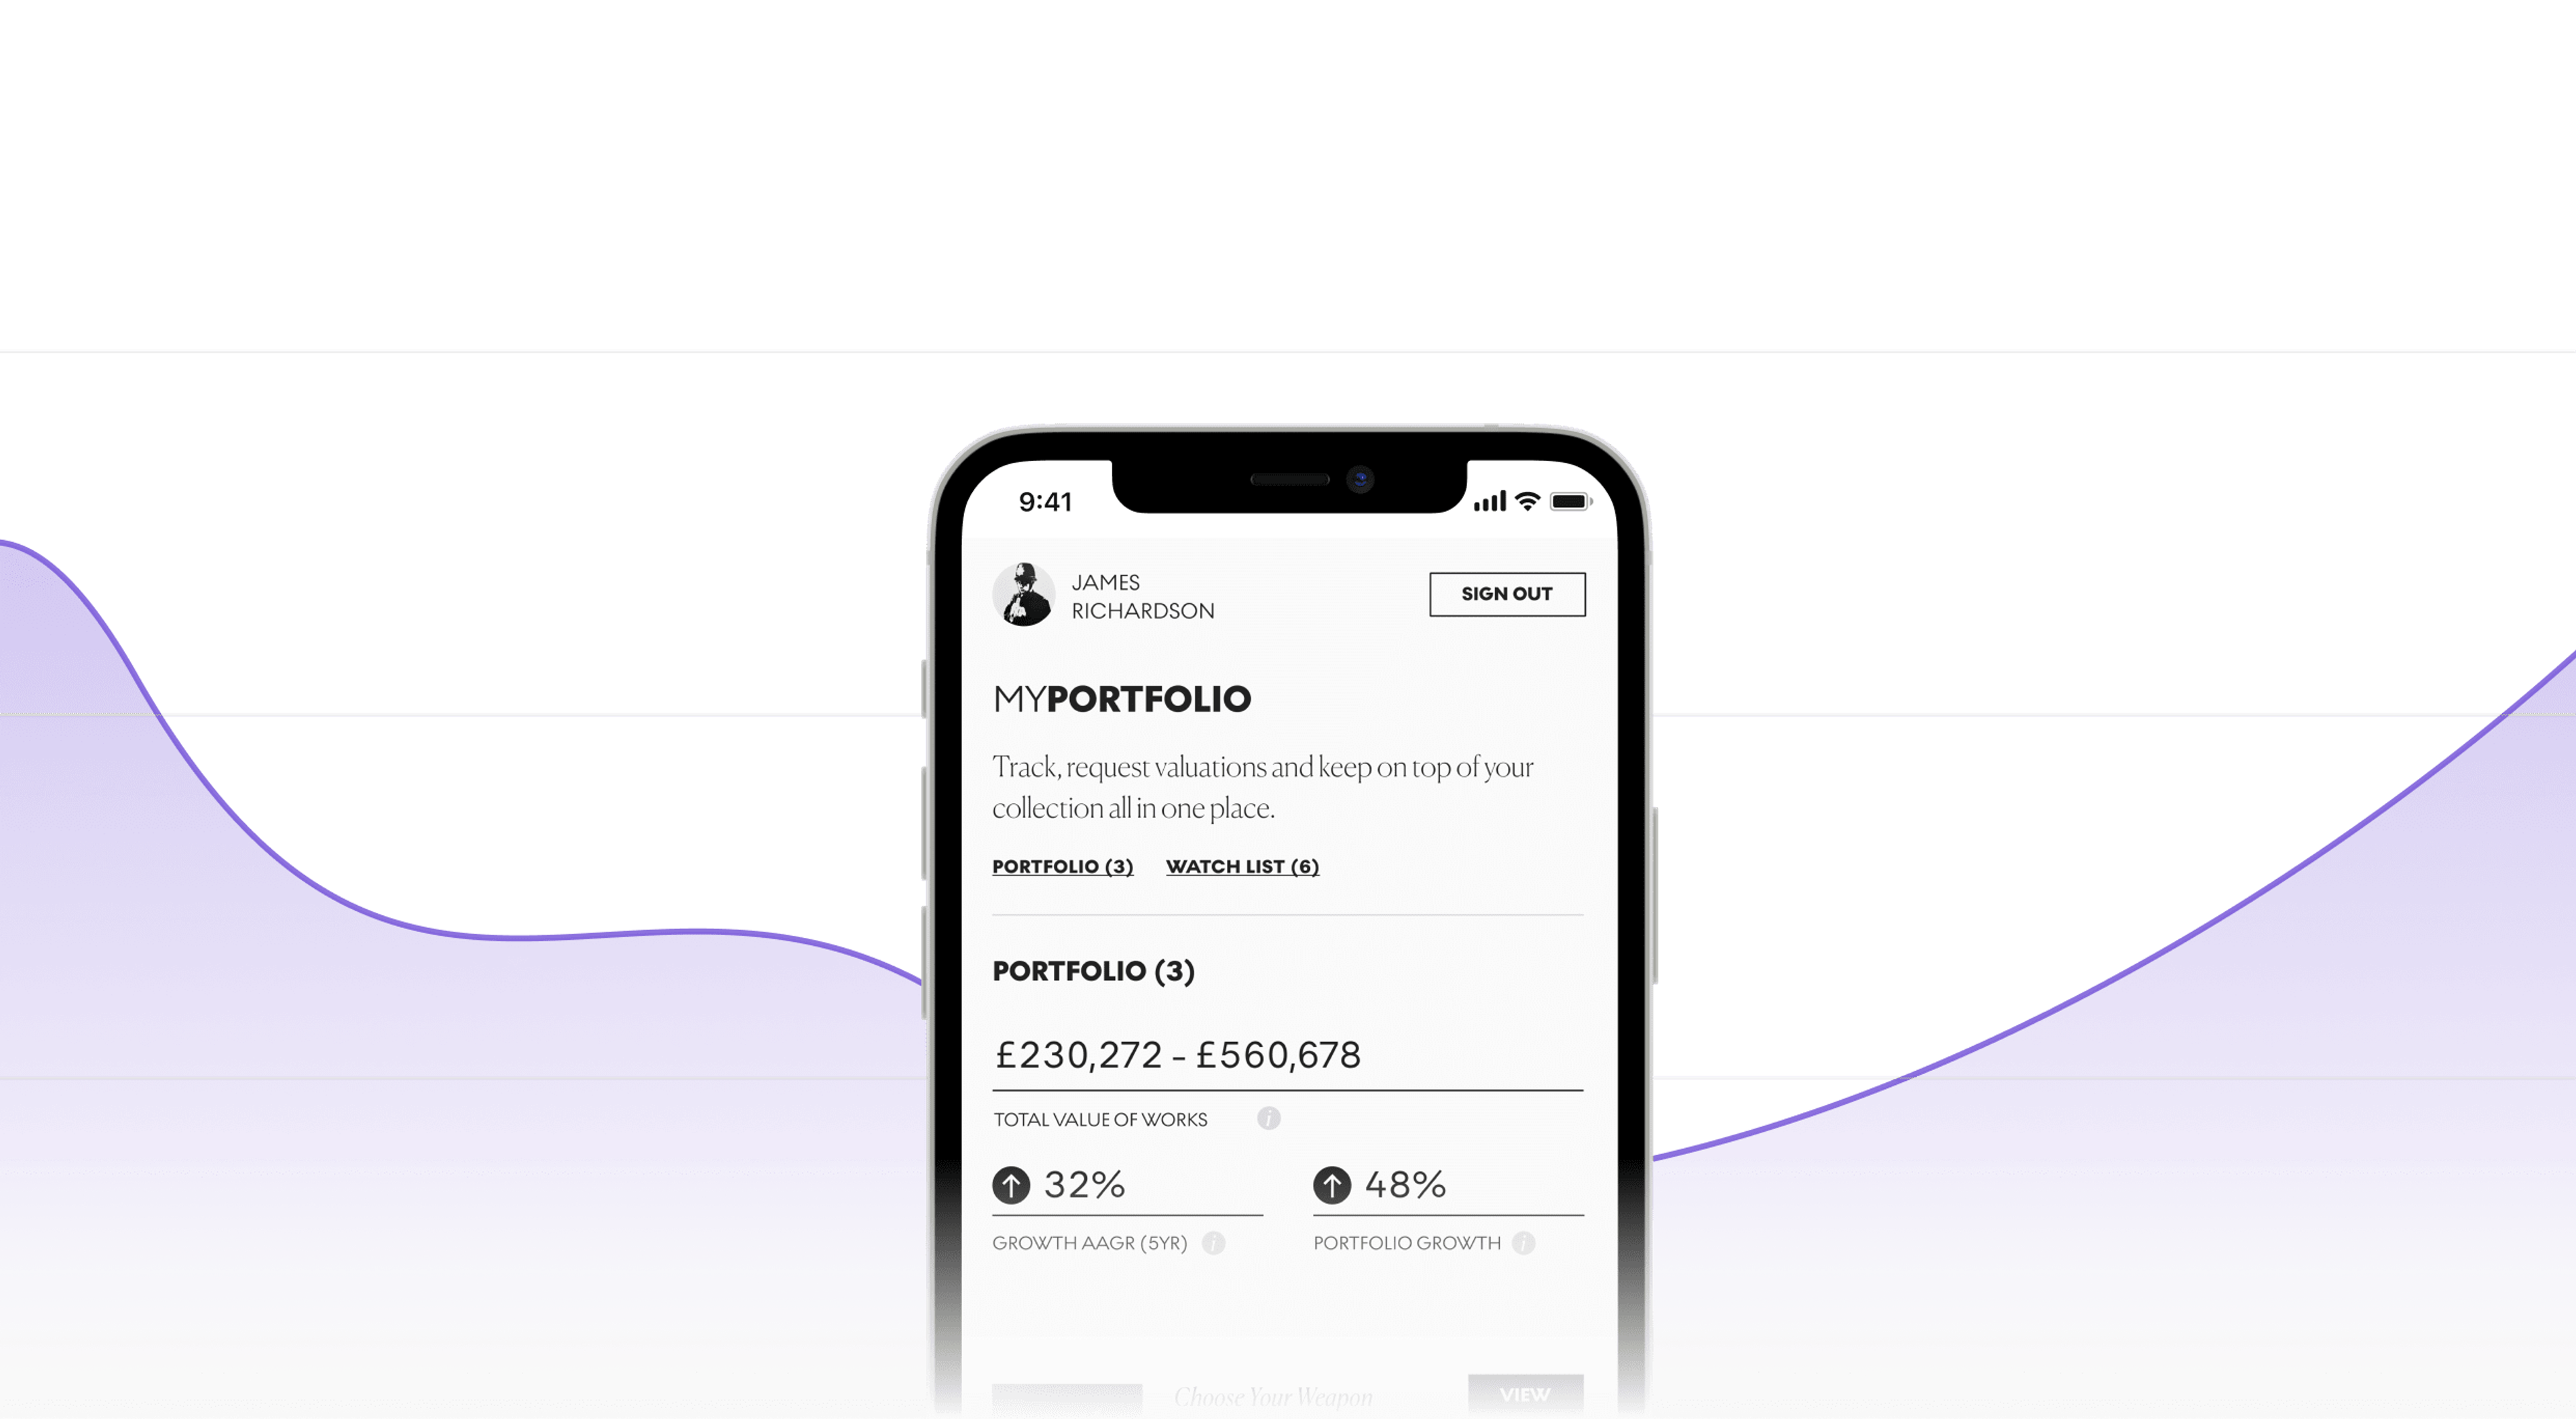 9:41
JAMES
RICHARDSON
SIGN OUT
MYPORTFOLIO
Track, request valuations and keep on top of your
collection all in one place.
PORTFOLIO (3) WATCH LIST (6)
PORTFOLIO (3)
£230,272 - £560,678
TOTAL VALUE OF WORKS i
32% 48%
GROWTH AAGR (5YR) i PORTFOLIO GROWTH i
Choose Your Weapon VIEW